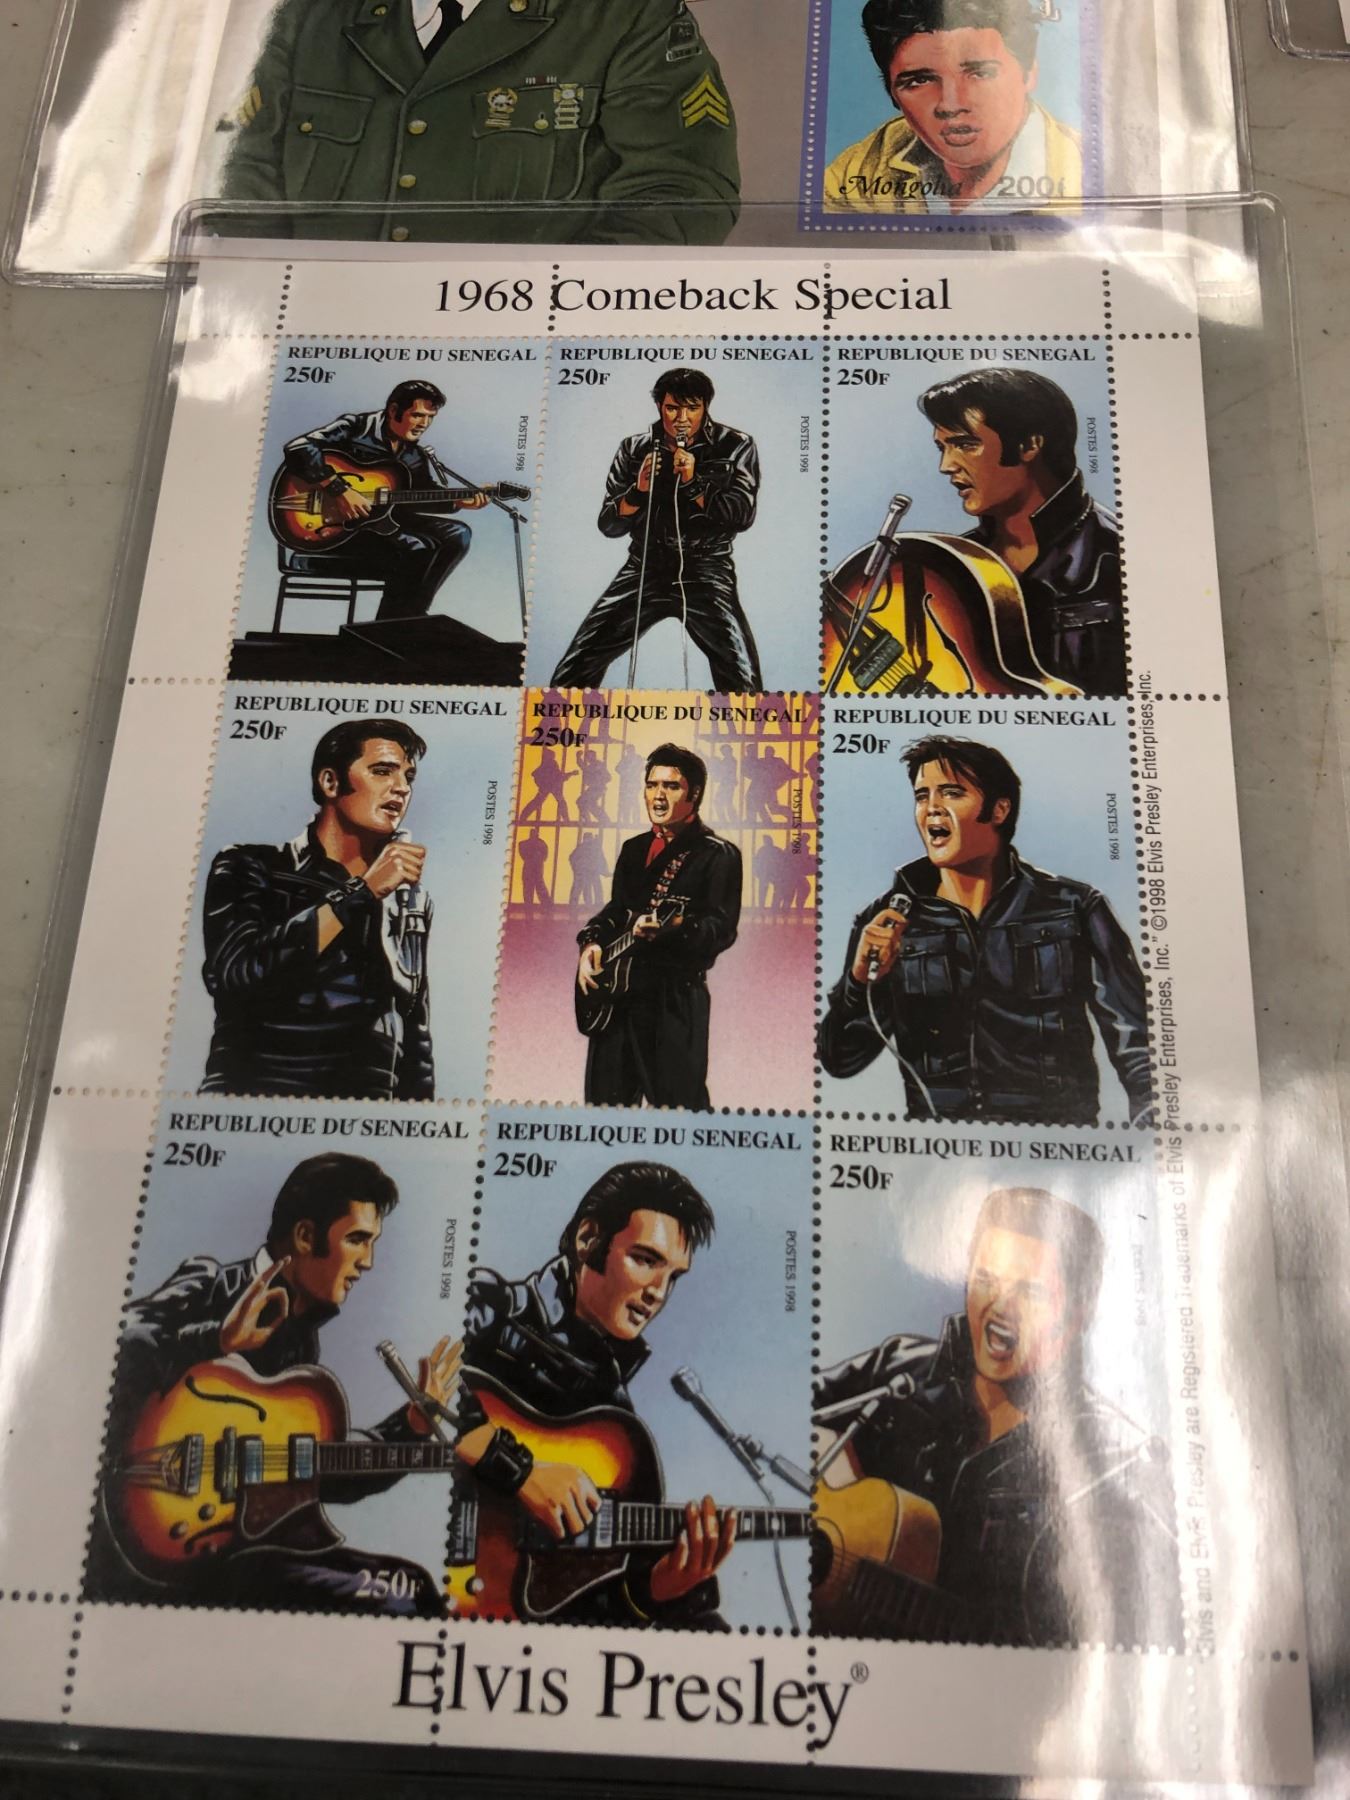 Mongolia 200f
1968 Comeback Special
REPUBLIQUE DU SENEGAL
250F
POSTES 1998
REPUBLIQUE DU SENEGAL
250F
POSTES 1998
REPUBLIQUE DU SENEGAL
250F
POSTES 1998
REPUBLIQUE DU SENEGAL
250F
POSTES 1998
REPUBLIQUE DU SENEGAL
250F
POSTES 1998
REPUBLIQUE DU SENEGAL
250F
POSTES 1998
REPUBLIQUE DU SENEGAL
250F
POSTES 1998
250F
REPUBLIQUE DU SENEGAL
250F
POSTES 1998
REPUBLIQUE DU SENEGAL
250F
Elvis and Elvis Presley are Registered Trademarks of Elvis Presley Enterprises, Inc." ©1998 Elvis Presley Enterprises, Inc.
Elvis Presley®